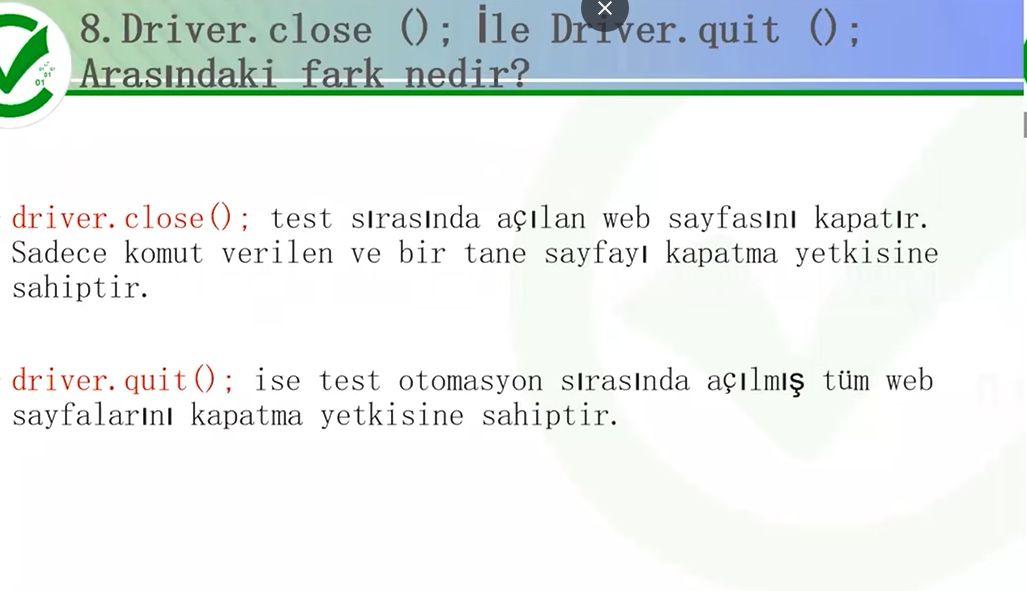 8.Driver.close (); İle Driver.quit ();
Arasındaki fark nedir?
driver.close(); test sırasında açılan web sayfasını kapatır.
Sadece komut verilen ve bir tane sayfayı kapatma yetkisine
sahiptir.
driver.quit(); ise test otomasyon sırasında açılmış tüm web
sayfalarını kapatma yetkisine sahiptir.